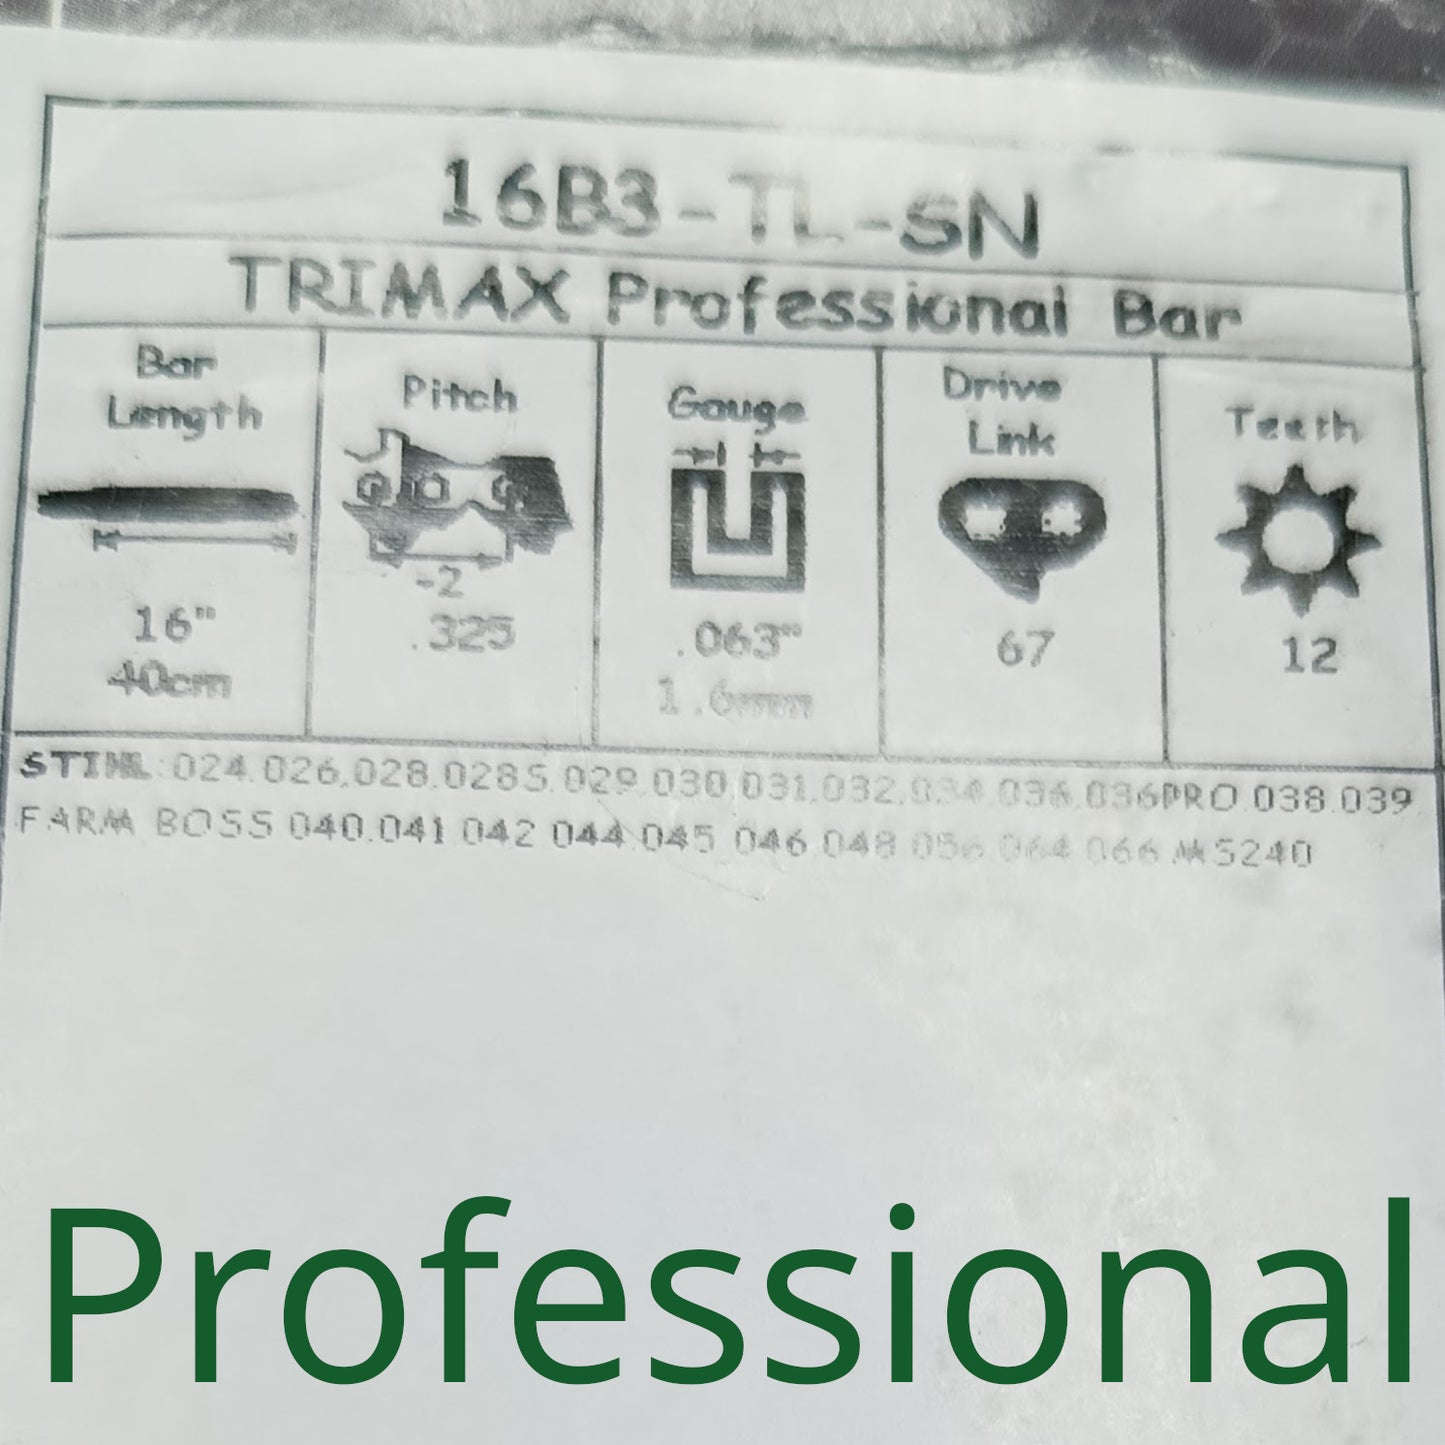 16B3-TL-SN
TRIMAX Professional Bar
Bar Length
Pitch
Gauge
Drive Link
Teeth
-2
16"
40cm
.325
.063"
1.6mm
67
12
STIHL:024.026.028.028S.029.030.031.032.034.036.036PRO.038.039
FARM BOSS 040.041 042 044 045 046 048 056 064 066 MS240
Professional